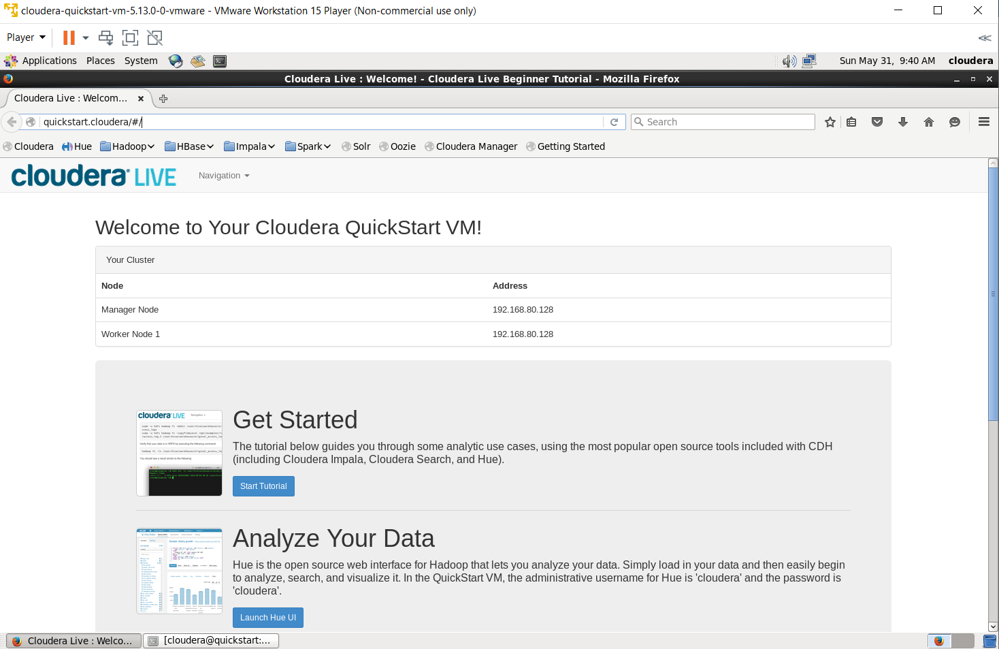 cloudera-quickstart-vm-5.13.0-0-vmware - VMware Workstation 15 Player (Non-commercial use only)
Player
Applications Places System Sun May 31, 9:40 AM cloudera
Cloudera Live : Welcome! - Cloudera Live Beginner Tutorial - Mozilla Firefox
Cloudera Live : Welcom...
quickstart.cloudera/#/ Search
Cloudera Hue Hadoop HBase Impala Spark Solr Oozie Cloudera Manager Getting Started
cloudera LIVE Navigation
Welcome to Your Cloudera QuickStart VM!
Your Cluster
Node Address
Manager Node 192.168.80.128
Worker Node 1 192.168.80.128
cloudera LIVE Navigation
Get Started
The tutorial below guides you through some analytic use cases, using the most popular open source tools included with CDH
(including Cloudera Impala, Cloudera Search, and Hue).
Start Tutorial
Analyze Your Data
Hue is the open source web interface for Hadoop that lets you analyze your data. Simply load in your data and then easily begin
to analyze, search, and visualize it. In the QuickStart VM, the administrative username for Hue is 'cloudera' and the password is
'cloudera'.
Launch Hue UI
Cloudera Live : Welco... [cloudera@quickstart:...